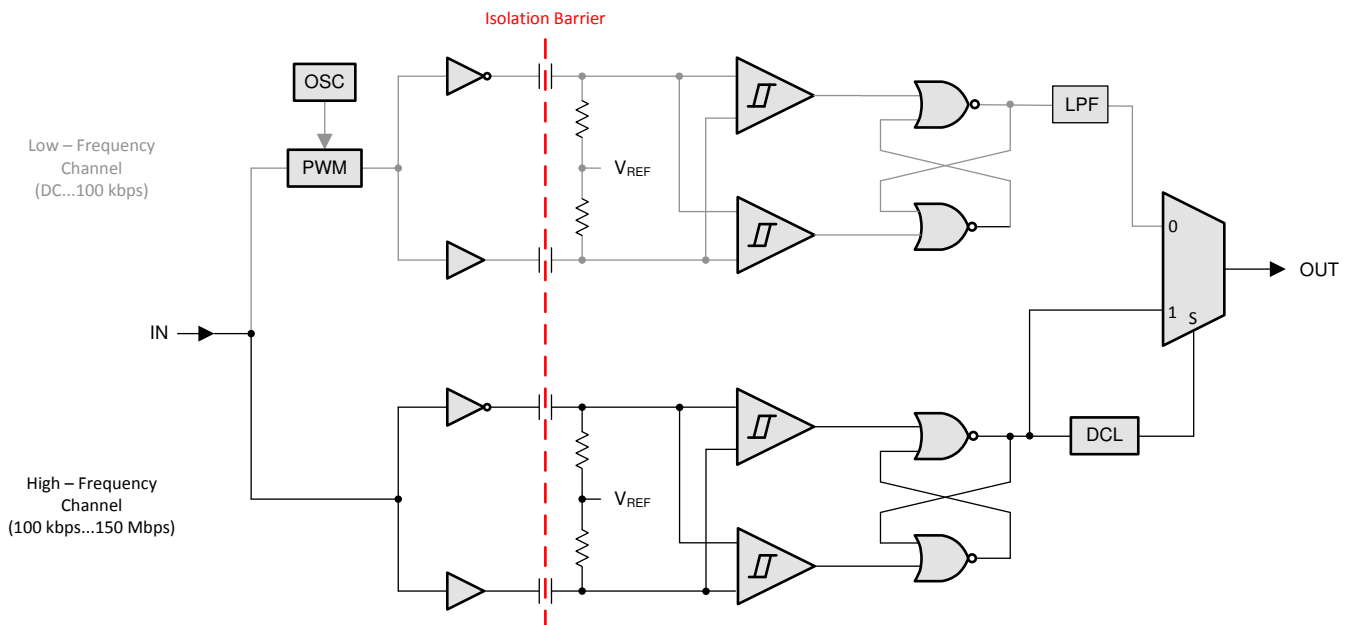 Isolation Barrier
OSC
PWM
Low – Frequency
Channel
(DC...100 kbps)
VREF
LPF
0
1
S
OUT
IN
High – Frequency
Channel
(100 kbps...150 Mbps)
VREF
DCL